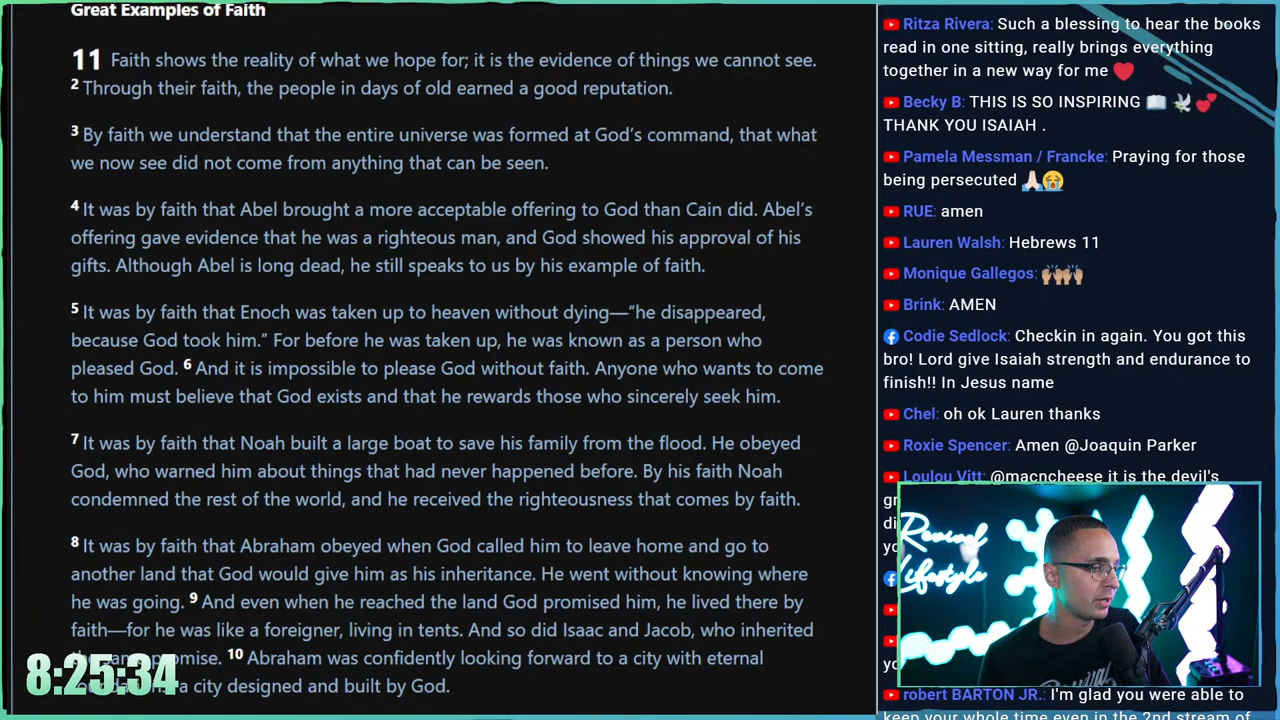 Great Examples of Faith
11 Faith shows the reality of what we hope for; it is the evidence of things we cannot see.
2 Through their faith, the people in days of old earned a good reputation.
3 By faith we understand that the entire universe was formed at God's command, that what
we now see did not come from anything that can be seen.
4 It was by faith that Abel brought a more acceptable offering to God than Cain did. Abel's
offering gave evidence that he was a righteous man, and God showed his approval of his
gifts. Although Abel is long dead, he still speaks to us by his example of faith.
5 It was by faith that Enoch was taken up to heaven without dying—"he disappeared,
because God took him." For before he was taken up, he was known as a person who
pleased God. 6 And it is impossible to please God without faith. Anyone who wants to come
to him must believe that God exists and that he rewards those who sincerely seek him.
7 It was by faith that Noah built a large boat to save his family from the flood. He obeyed
God, who warned him about things that had never happened before. By his faith Noah
condemned the rest of the world, and he received the righteousness that comes by faith.
8 It was by faith that Abraham obeyed when God called him to leave home and go to
another land that God would give him as his inheritance. He went without knowing where
he was going. 9 And even when he reached the land God promised him, he lived there by
faith—for he was like a foreigner, living in tents. And so did Isaac and Jacob, who inherited
10 Abraham was confidently looking forward to a city with eternal
a city designed and built by God.
8:25:34
Ritza Rivera: Such a blessing to hear the books
read in one sitting, really brings everything
together in a new way for me ❤️
Becky B: THIS IS SO INSPIRING 📖 🕊️ 💕
THANK YOU ISAIAH .
Pamela Messman / Francke: Praying for those
being persecuted 🙏🏻😭
RUE: amen
Lauren Walsh: Hebrews 11
Monique Gallegos: 🙌🏽🙌🏽
Brink: AMEN
Codie Sedlock: Checkin in again. You got this
bro! Lord give Isaiah strength and endurance to
finish!! In Jesus name
Chel: oh ok Lauren thanks
Roxie Spencer: Amen @Joaquin Parker
Loulou Vitt: @macncheese it is the devil's
Revival
Lifestyle
robert BARTON JR.: I'm glad you were able to
keep your whole time even in the 2nd stream of